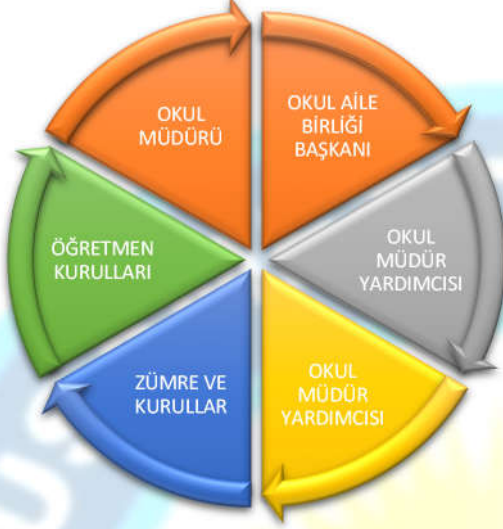 OKUL
MÜDÜRÜ
OKUL AİLE
BİRLİĞİ
BAŞKANI
ÖĞRETMEN
KURULLARI
OKUL
MÜDÜR
YARDIMCISI
ZÜMRE VE
KURULLAR
OKUL
MÜDÜR
YARDIMCISI